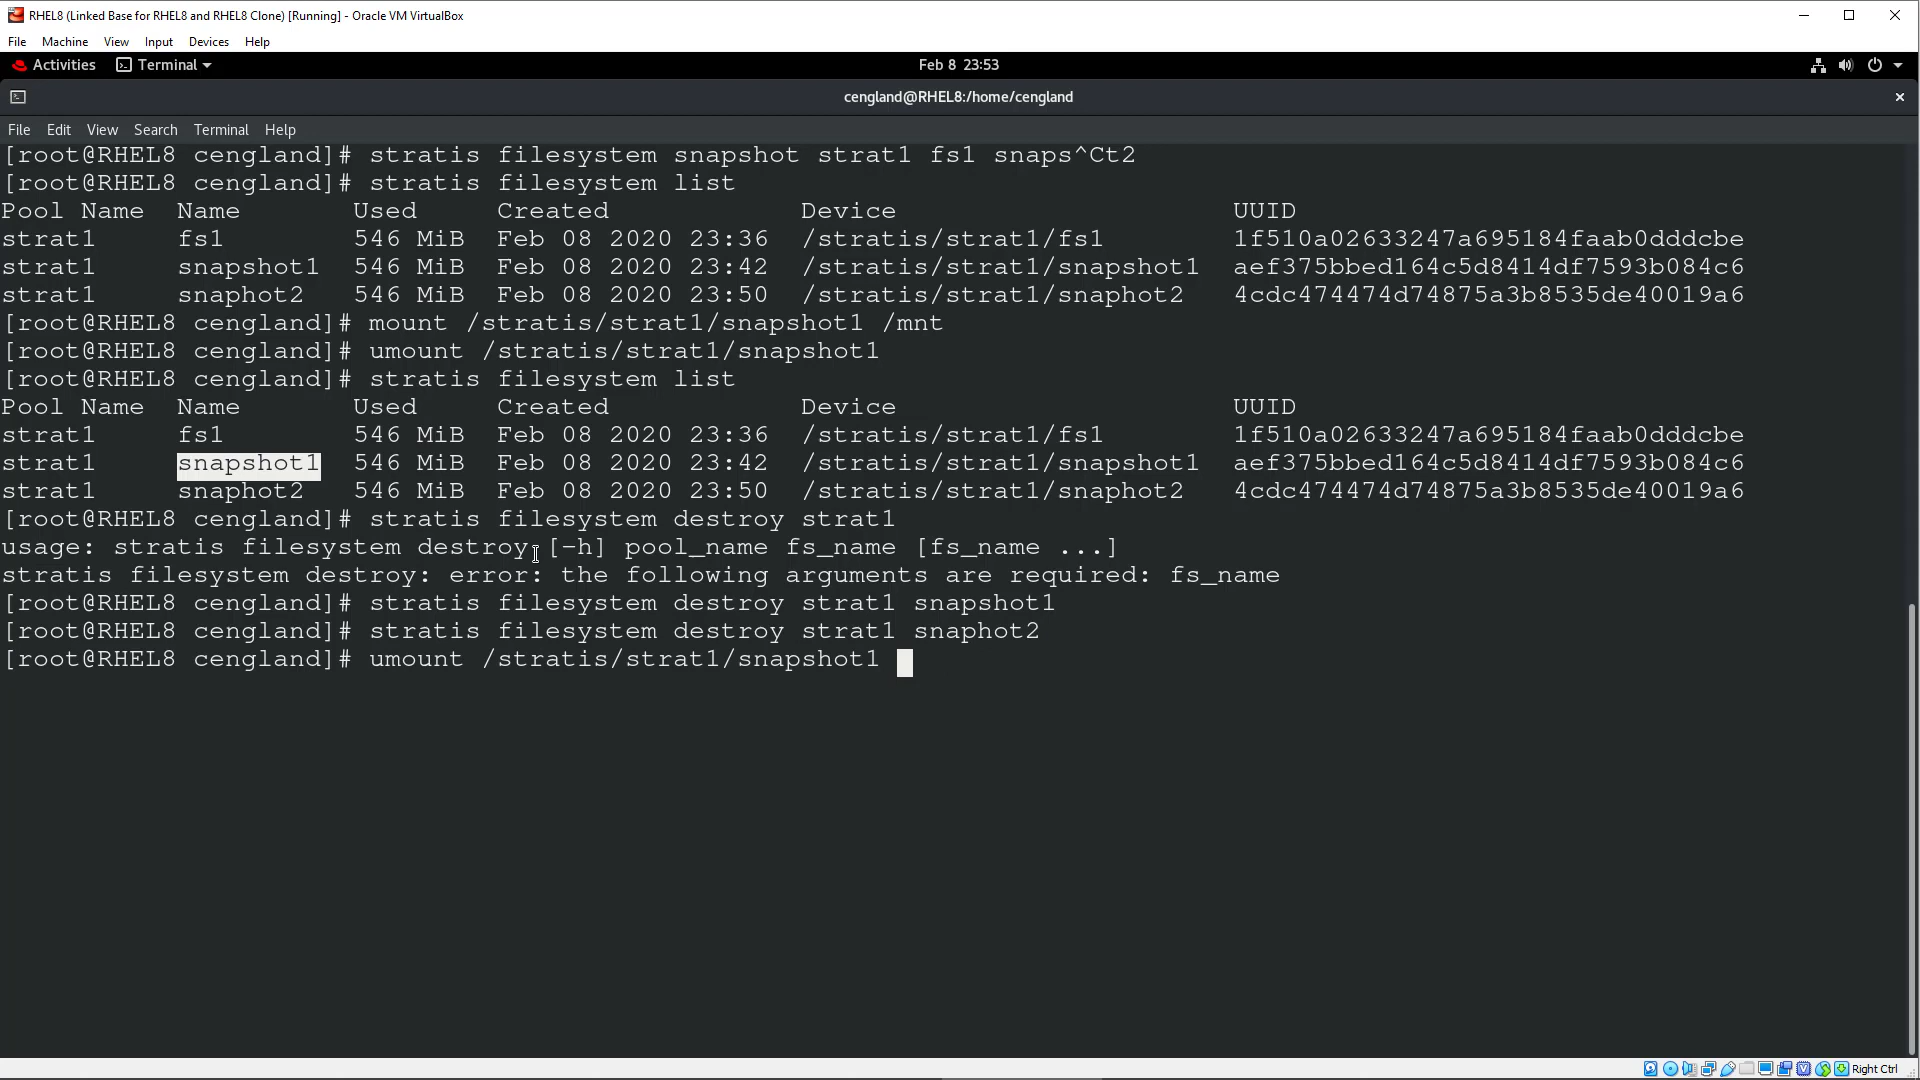 RHEL8 (Linked Base for RHEL8 and RHEL8 Clone) [Running] - Oracle VM VirtualBox
File Machine View Input Devices Help
Activities Terminal Feb 8 23:53
cengland@RHEL8:/home/cengland
File Edit View Search Terminal Help
[root@RHEL8 cengland]# stratis filesystem snapshot strat1 fs1 snaps^Ct2
[root@RHEL8 cengland]# stratis filesystem list
Pool Name Name Used Created Device UUID
strat1 fs1 546 MiB Feb 08 2020 23:36 /stratis/strat1/fs1 1f510a02633247a695184faab0dddcbe
strat1 snapshot1 546 MiB Feb 08 2020 23:42 /stratis/strat1/snapshot1 aef375bbed164c5d8414df7593b084c6
strat1 snaphot2 546 MiB Feb 08 2020 23:50 /stratis/strat1/snaphot2 4cdc474474d74875a3b8535de40019a6
[root@RHEL8 cengland]# mount /stratis/strat1/snapshot1 /mnt
[root@RHEL8 cengland]# umount /stratis/strat1/snapshot1
[root@RHEL8 cengland]# stratis filesystem list
Pool Name Name Used Created Device UUID
strat1 fs1 546 MiB Feb 08 2020 23:36 /stratis/strat1/fs1 1f510a02633247a695184faab0dddcbe
strat1 snapshot1 546 MiB Feb 08 2020 23:42 /stratis/strat1/snapshot1 aef375bbed164c5d8414df7593b084c6
strat1 snaphot2 546 MiB Feb 08 2020 23:50 /stratis/strat1/snaphot2 4cdc474474d74875a3b8535de40019a6
[root@RHEL8 cengland]# stratis filesystem destroy strat1
usage: stratis filesystem destroy [-h] pool_name fs_name [fs_name ...]
stratis filesystem destroy: error: the following arguments are required: fs_name
[root@RHEL8 cengland]# stratis filesystem destroy strat1 snapshot1
[root@RHEL8 cengland]# stratis filesystem destroy strat1 snaphot2
[root@RHEL8 cengland]# umount /stratis/strat1/snapshot1
Right Ctrl